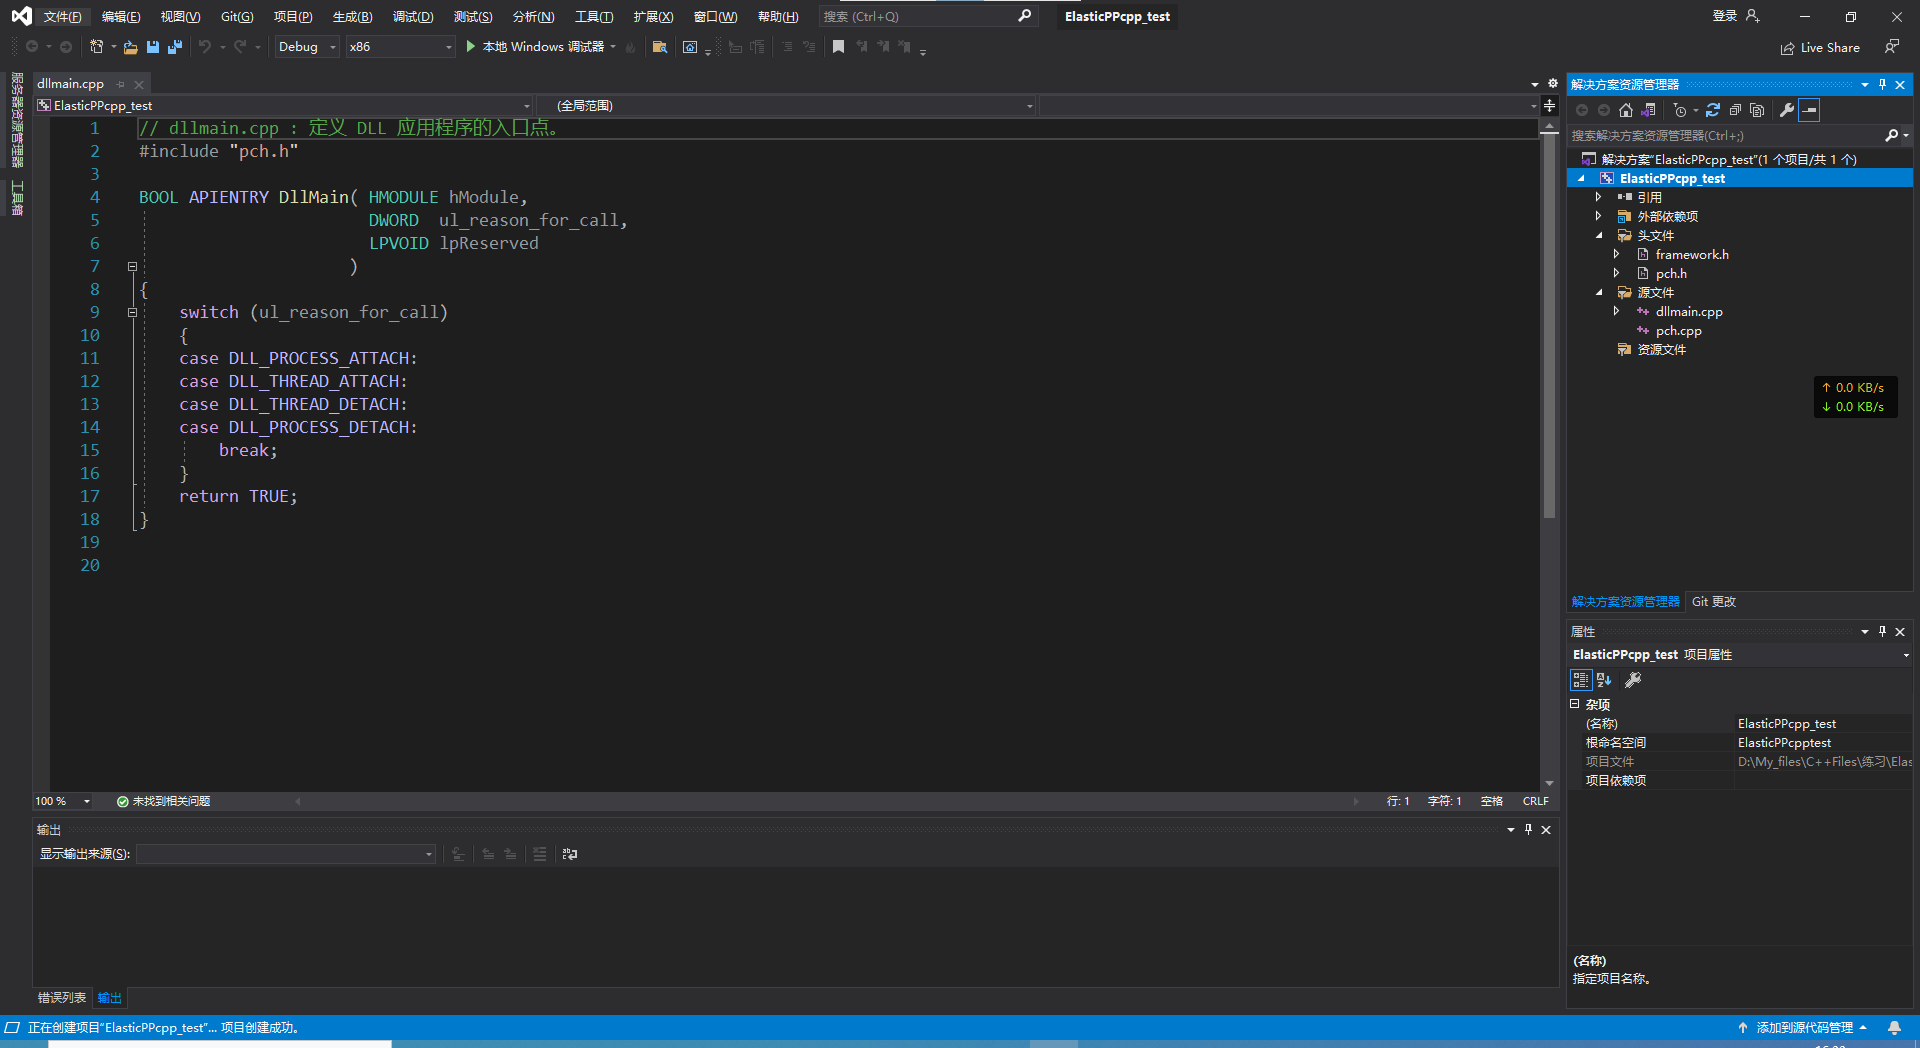 文件(F) 编辑(E) 视图(V) Git(G) 项目(P) 生成(B) 调试(D) 测试(S) 分析(N) 工具(T) 扩展(X) 窗口(W) 帮助(H) 搜索 (Ctrl+Q) ElasticPPcpp_test 登录
Debug x86 本地 Windows 调试器 Live Share
服务器资源管理器
工具箱
dllmain.cpp
ElasticPPcpp_test (全局范围)
1 // dllmain.cpp : 定义 DLL 应用程序的入口点。
2 #include "pch.h"
3
4 BOOL APIENTRY DllMain( HMODULE hModule,
5 DWORD  ul_reason_for_call,
6 LPVOID lpReserved
7 )
8 {
9 switch (ul_reason_for_call)
10 {
11 case DLL_PROCESS_ATTACH:
12 case DLL_THREAD_ATTACH:
13 case DLL_THREAD_DETACH:
14 case DLL_PROCESS_DETACH:
15 break;
16 }
17 return TRUE;
18 }
19
20
100 % 未找到相关问题 行: 1 字符: 1 空格 CRLF
输出
显示输出来源(S):
错误列表 输出
解决方案资源管理器
搜索解决方案资源管理器(Ctrl+;)
解决方案"ElasticPPcpp_test"(1 个项目/共 1 个)
ElasticPPcpp_test
引用
外部依赖项
头文件
framework.h
pch.h
源文件
dllmain.cpp
pch.cpp
资源文件
↑ 0.0 KB/s
↓ 0.0 KB/s
解决方案资源管理器 Git 更改
属性
ElasticPPcpp_test 项目属性
杂项
(名称) ElasticPPcpp_test
根命名空间 ElasticPPcpptest
项目文件 D:\My_files\C++Files\练习\Elas
项目依赖项
(名称)
指定项目名称。
正在创建项目"ElasticPPcpp_test"... 项目创建成功。 添加到源代码管理